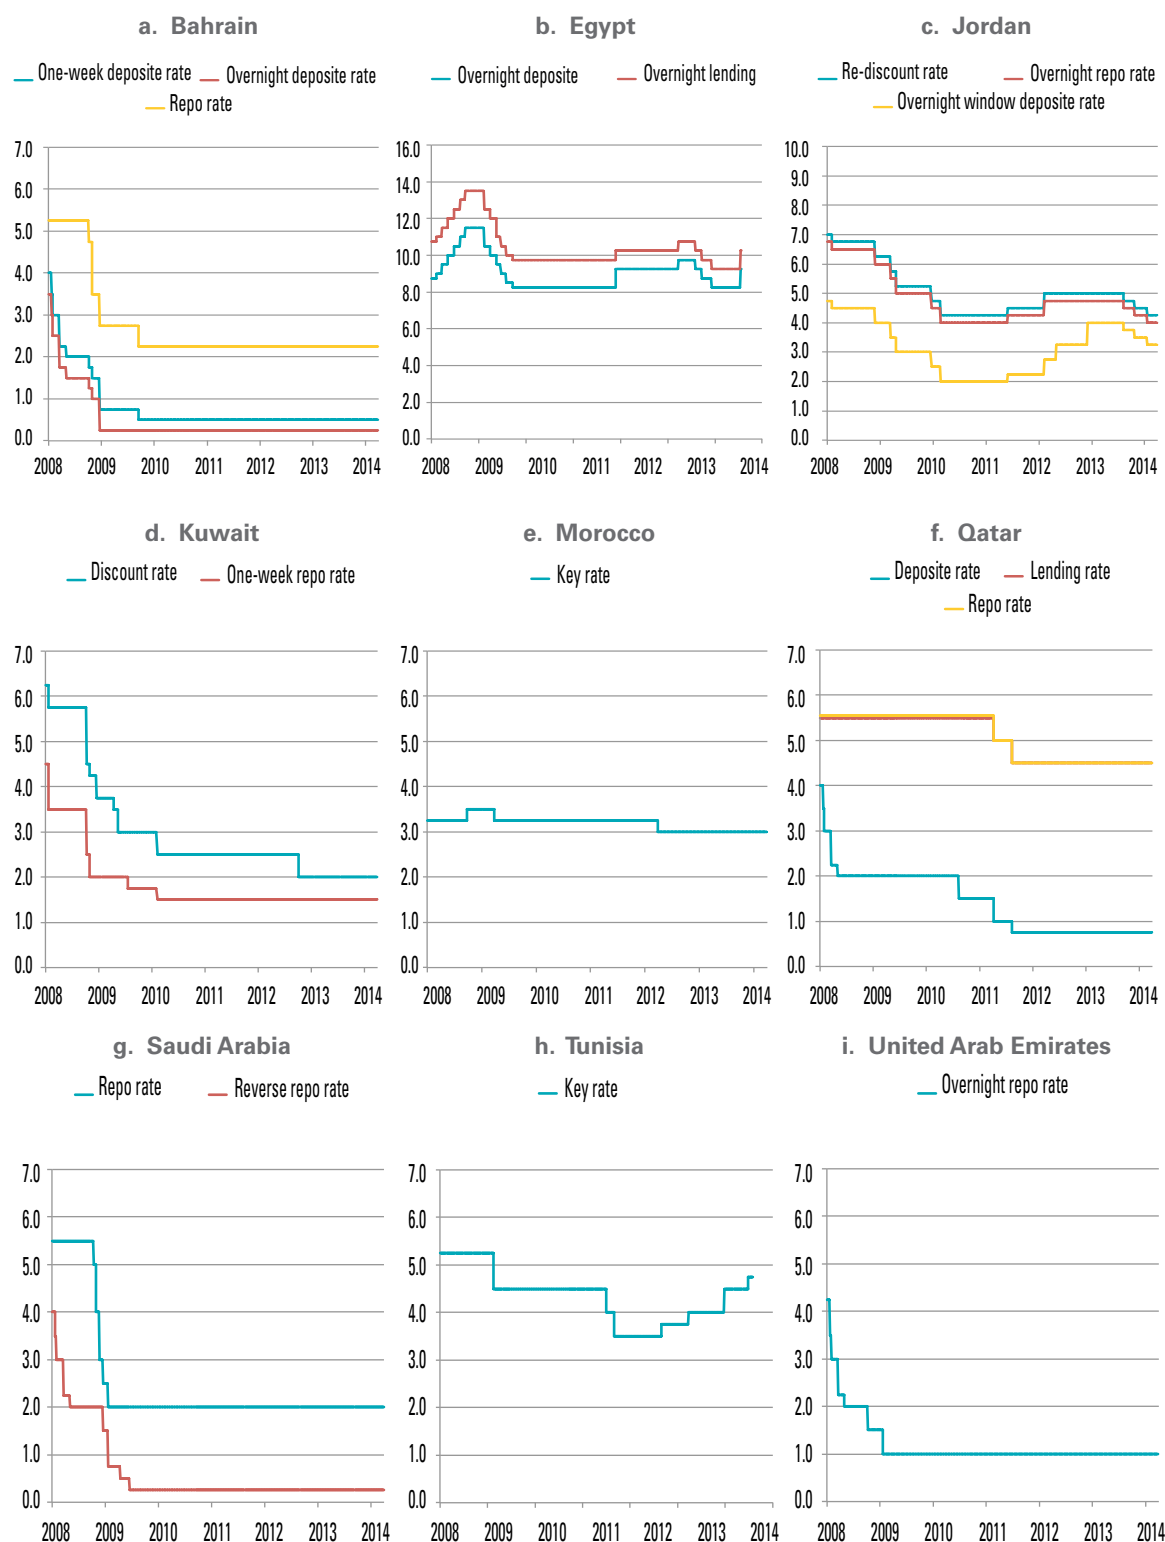 a. Bahrain
One-week deposite rate Overnight deposite rate
Repo rate
7.0
6.0
5.0
4.0
3.0
2.0
1.0
0.0
2008 2009 2010 2011 2012 2013 2014
b. Egypt
Overnight deposite Overnight lending
16.0
14.0
12.0
10.0
8.0
6.0
4.0
2.0
0.0
2008 2009 2010 2011 2012 2013 2014
c. Jordan
Re-discount rate Overnight repo rate
Overnight window deposite rate
10.0
9.0
8.0
7.0
6.0
5.0
4.0
3.0
2.0
1.0
0.0
2008 2009 2010 2011 2012 2013 2014
d. Kuwait
Discount rate One-week repo rate
7.0
6.0
5.0
4.0
3.0
2.0
1.0
0.0
2008 2009 2010 2011 2012 2013 2014
e. Morocco
Key rate
7.0
6.0
5.0
4.0
3.0
2.0
1.0
0.0
2008 2009 2010 2011 2012 2013 2014
f. Qatar
Deposite rate Lending rate
Repo rate
7.0
6.0
5.0
4.0
3.0
2.0
1.0
0.0
2008 2009 2010 2011 2012 2013 2014
g. Saudi Arabia
Repo rate Reverse repo rate
7.0
6.0
5.0
4.0
3.0
2.0
1.0
0.0
2008 2009 2010 2011 2012 2013 2014
h. Tunisia
Key rate
7.0
6.0
5.0
4.0
3.0
2.0
1.0
0.0
2008 2009 2010 2011 2012 2013 2014
i. United Arab Emirates
Overnight repo rate
7.0
6.0
5.0
4.0
3.0
2.0
1.0
0.0
2008 2009 2010 2011 2012 2013 2014